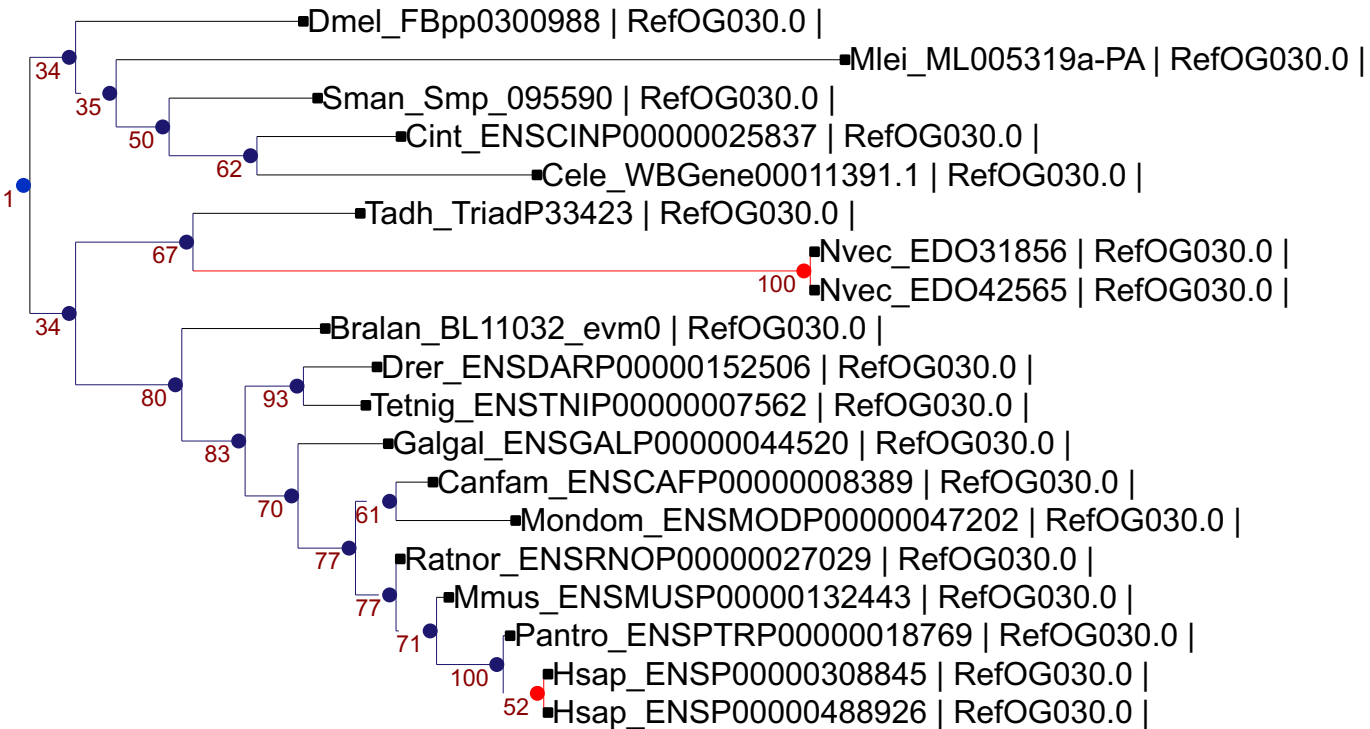 Dmel_FBpp0300988 | RefOG030.0 |
34
Mlei_ML005319a-PA | RefOG030.0 |
35
Sman_Smp_095590 | RefOG030.0 |
50
Cint_ENSCINP00000025837 | RefOG030.0 |
62
Cele_WBGene00011391.1 | RefOG030.0 |
1
Tadh_TriadP33423 | RefOG030.0 |
67
Nvec_EDO31856 | RefOG030.0 |
100
Nvec_EDO42565 | RefOG030.0 |
34
Bralan_BL11032_evm0 | RefOG030.0 |
80
Drer_ENSDARP00000152506 | RefOG030.0 |
93
Tetnig_ENSTNIP00000007562 | RefOG030.0 |
83
Galgal_ENSGALP00000044520 | RefOG030.0 |
70
Canfam_ENSCAFP00000008389 | RefOG030.0 |
61
Mondom_ENSMODP00000047202 | RefOG030.0 |
77
Ratnor_ENSRNOP00000027029 | RefOG030.0 |
77
Mmus_ENSMUSP00000132443 | RefOG030.0 |
71
Pantro_ENSPTRP00000018769 | RefOG030.0 |
100
Hsap_ENSP00000308845 | RefOG030.0 |
52
Hsap_ENSP00000488926 | RefOG030.0 |